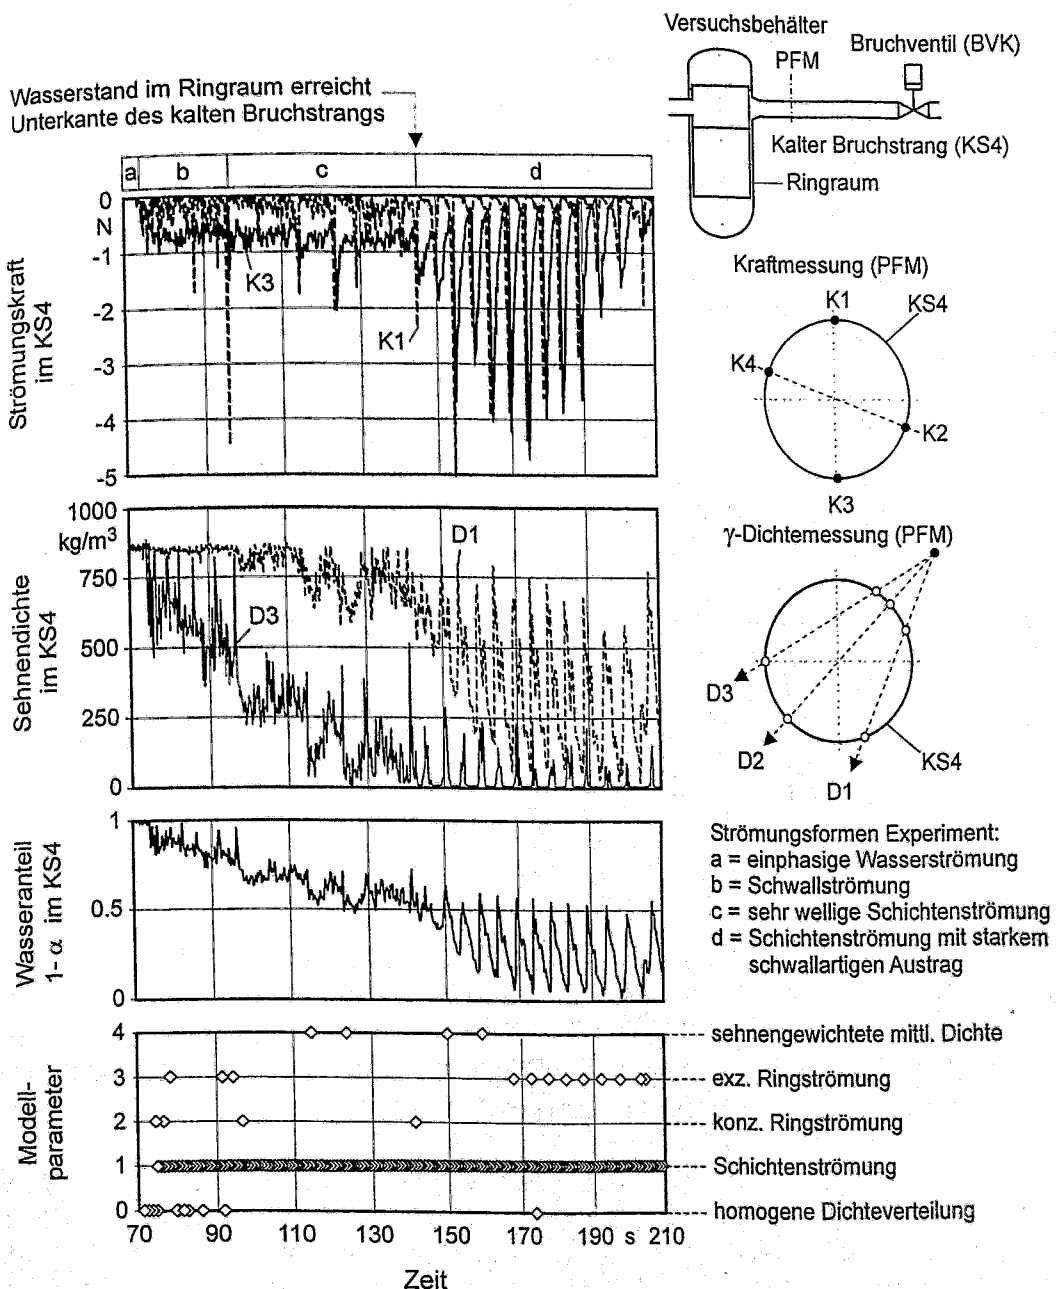 Wasserstand im Ringraum erreicht
Unterkante des kalten Bruchstrangs
Versuchsbehälter
Bruchventil (BVK)
PFM
Kalter Bruchstrang (KS4)
Ringraum
a b c d
0
N
-1
-2
-3
-4
-5
K3
K1
Strömungskraft
im KS4
Kraftmessung (PFM)
K1
KS4
K4
K2
K3
1000
kg/m³
750
500
250
0
D1
D3
Sehnendichte
im KS4
γ-Dichtemessung (PFM)
D3
D2
D1
KS4
1
0.5
0
Wasseranteil
1- α im KS4
Strömungsformen Experiment:
a = einphasige Wasserströmung
b = Schwallströmung
c = sehr wellige Schichtenströmung
d = Schichtenströmung mit starkem
schwallartigen Austrag
Modell-
parameter
4 sehnengewichtete mittl. Dichte
3 exz. Ringströmung
2 konz. Ringströmung
1 Schichtenströmung
0 homogene Dichteverteilung
70 90 110 130 150 170 190 s 210
Zeit